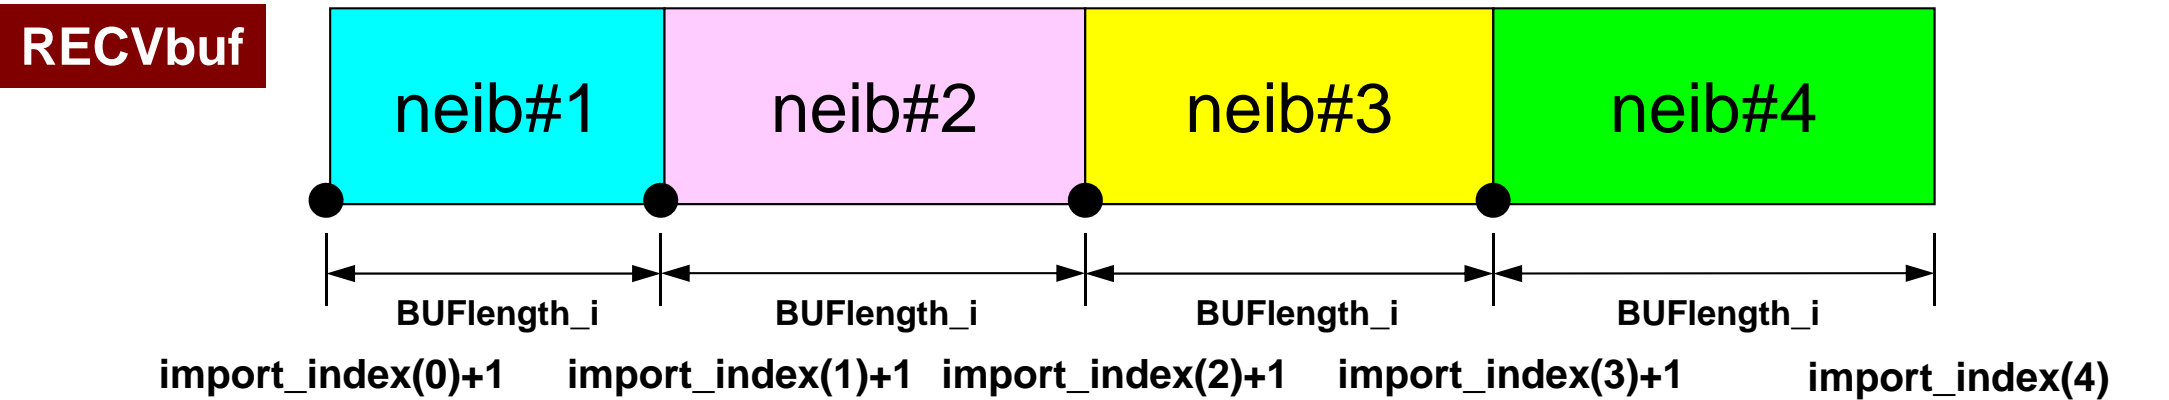 RECVbuf
neib#1 neib#2 neib#3 neib#4
BUFlength_i BUFlength_i BUFlength_i BUFlength_i
import_index(0)+1 import_index(1)+1 import_index(2)+1 import_index(3)+1 import_index(4)